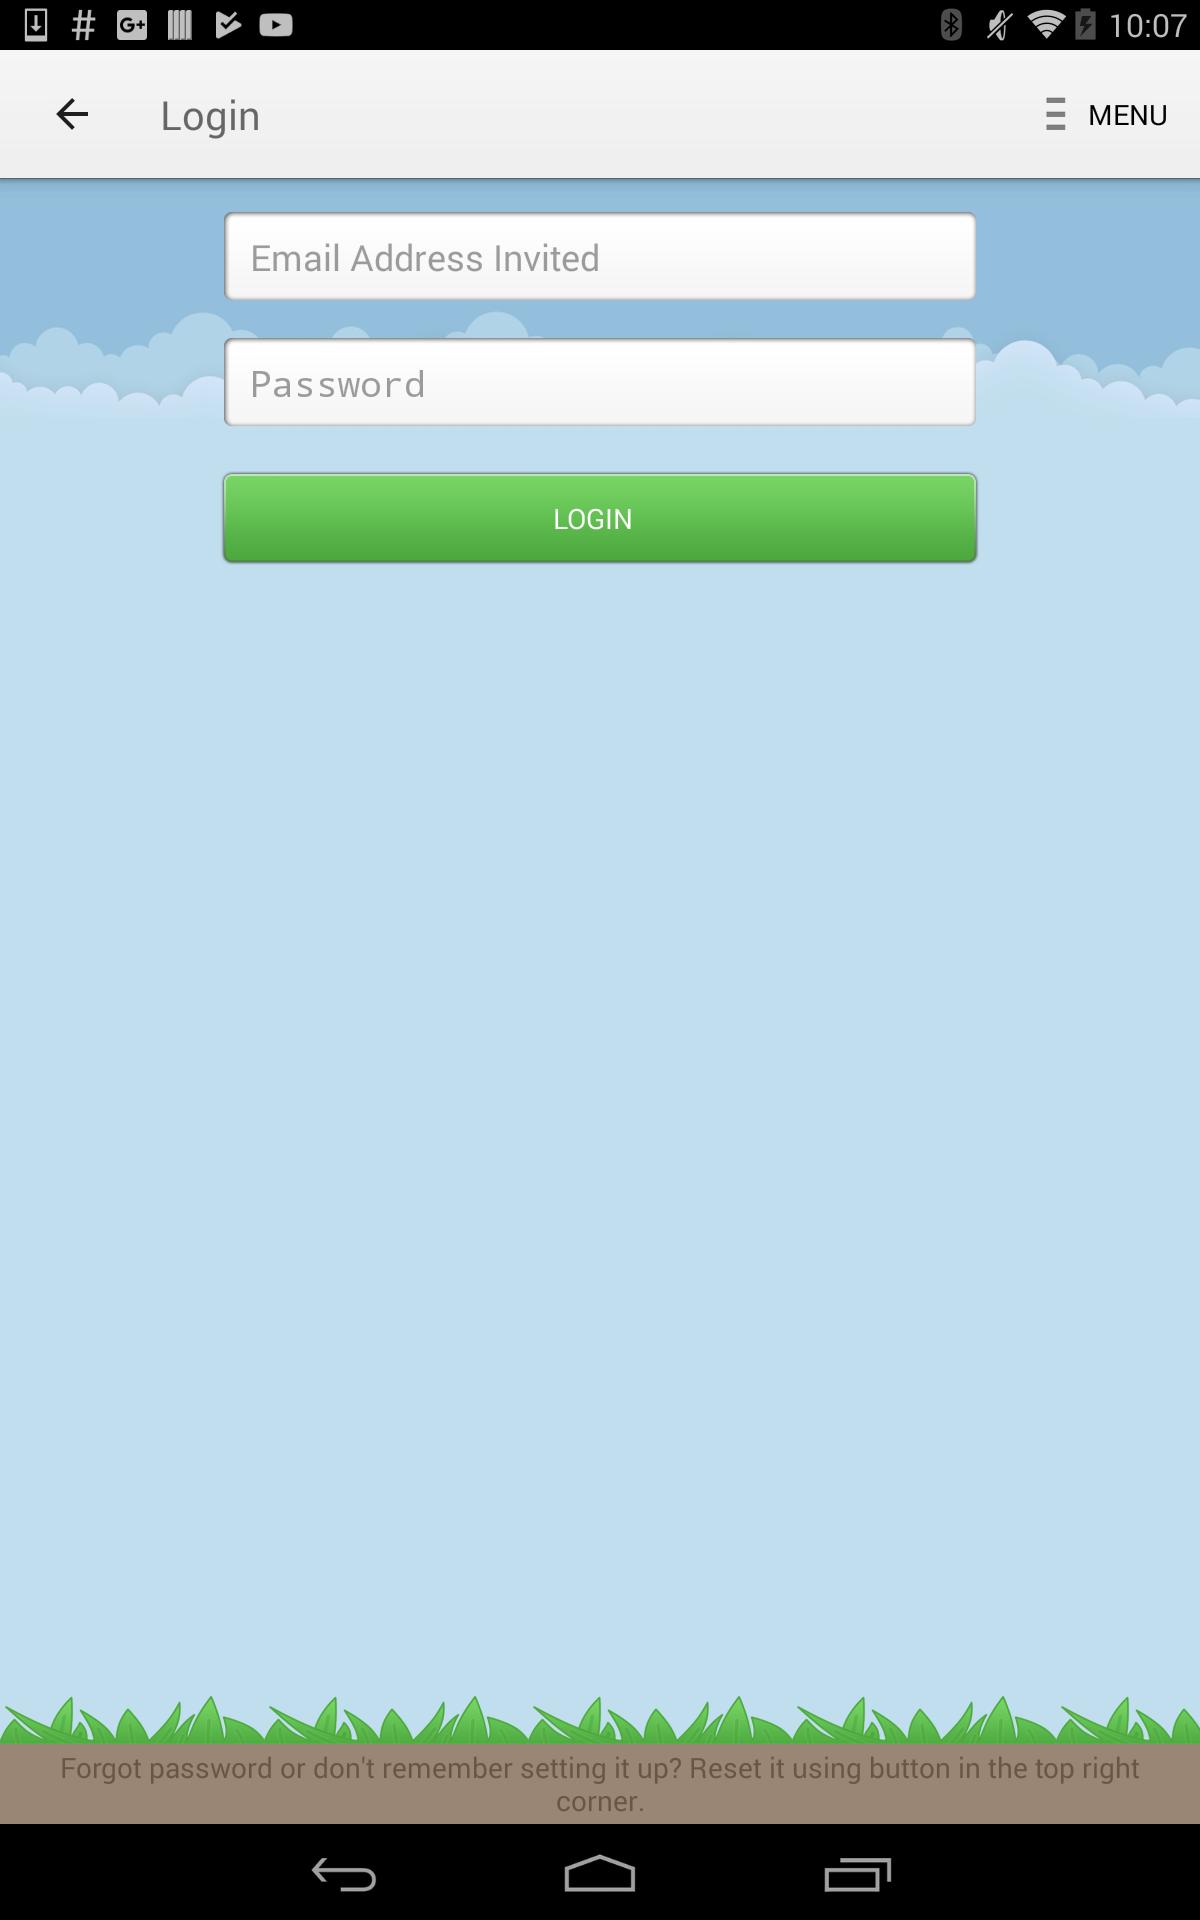 10:07
Login
MENU
Email Address Invited
Password
LOGIN
Forgot password or don't remember setting it up? Reset it using button in the top right
corner.